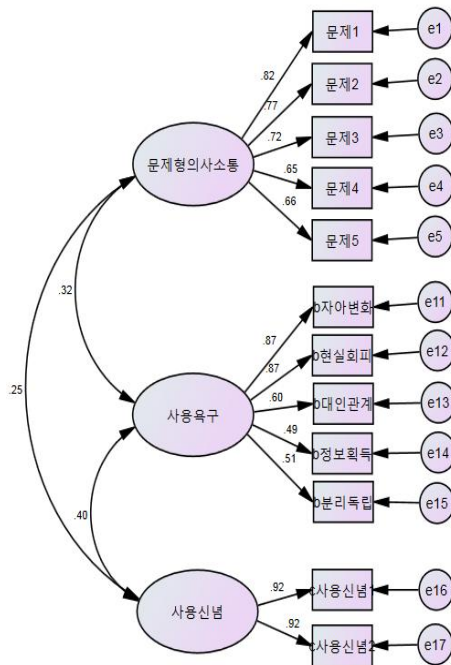 문제1
e1
.82
문제2
e2
.77
문제3
e3
.72
문제형의사소통
문제4
e4
.65
문제5
e5
.66
.32
b자아변화
e11
.87
b현실회피
e12
.87
.25
b대인관계
e13
.60
사용욕구
b정보획득
e14
.49
b분리독립
e15
.51
.40
c사용신념1
e16
.92
사용신념
c사용신념2
e17
.92